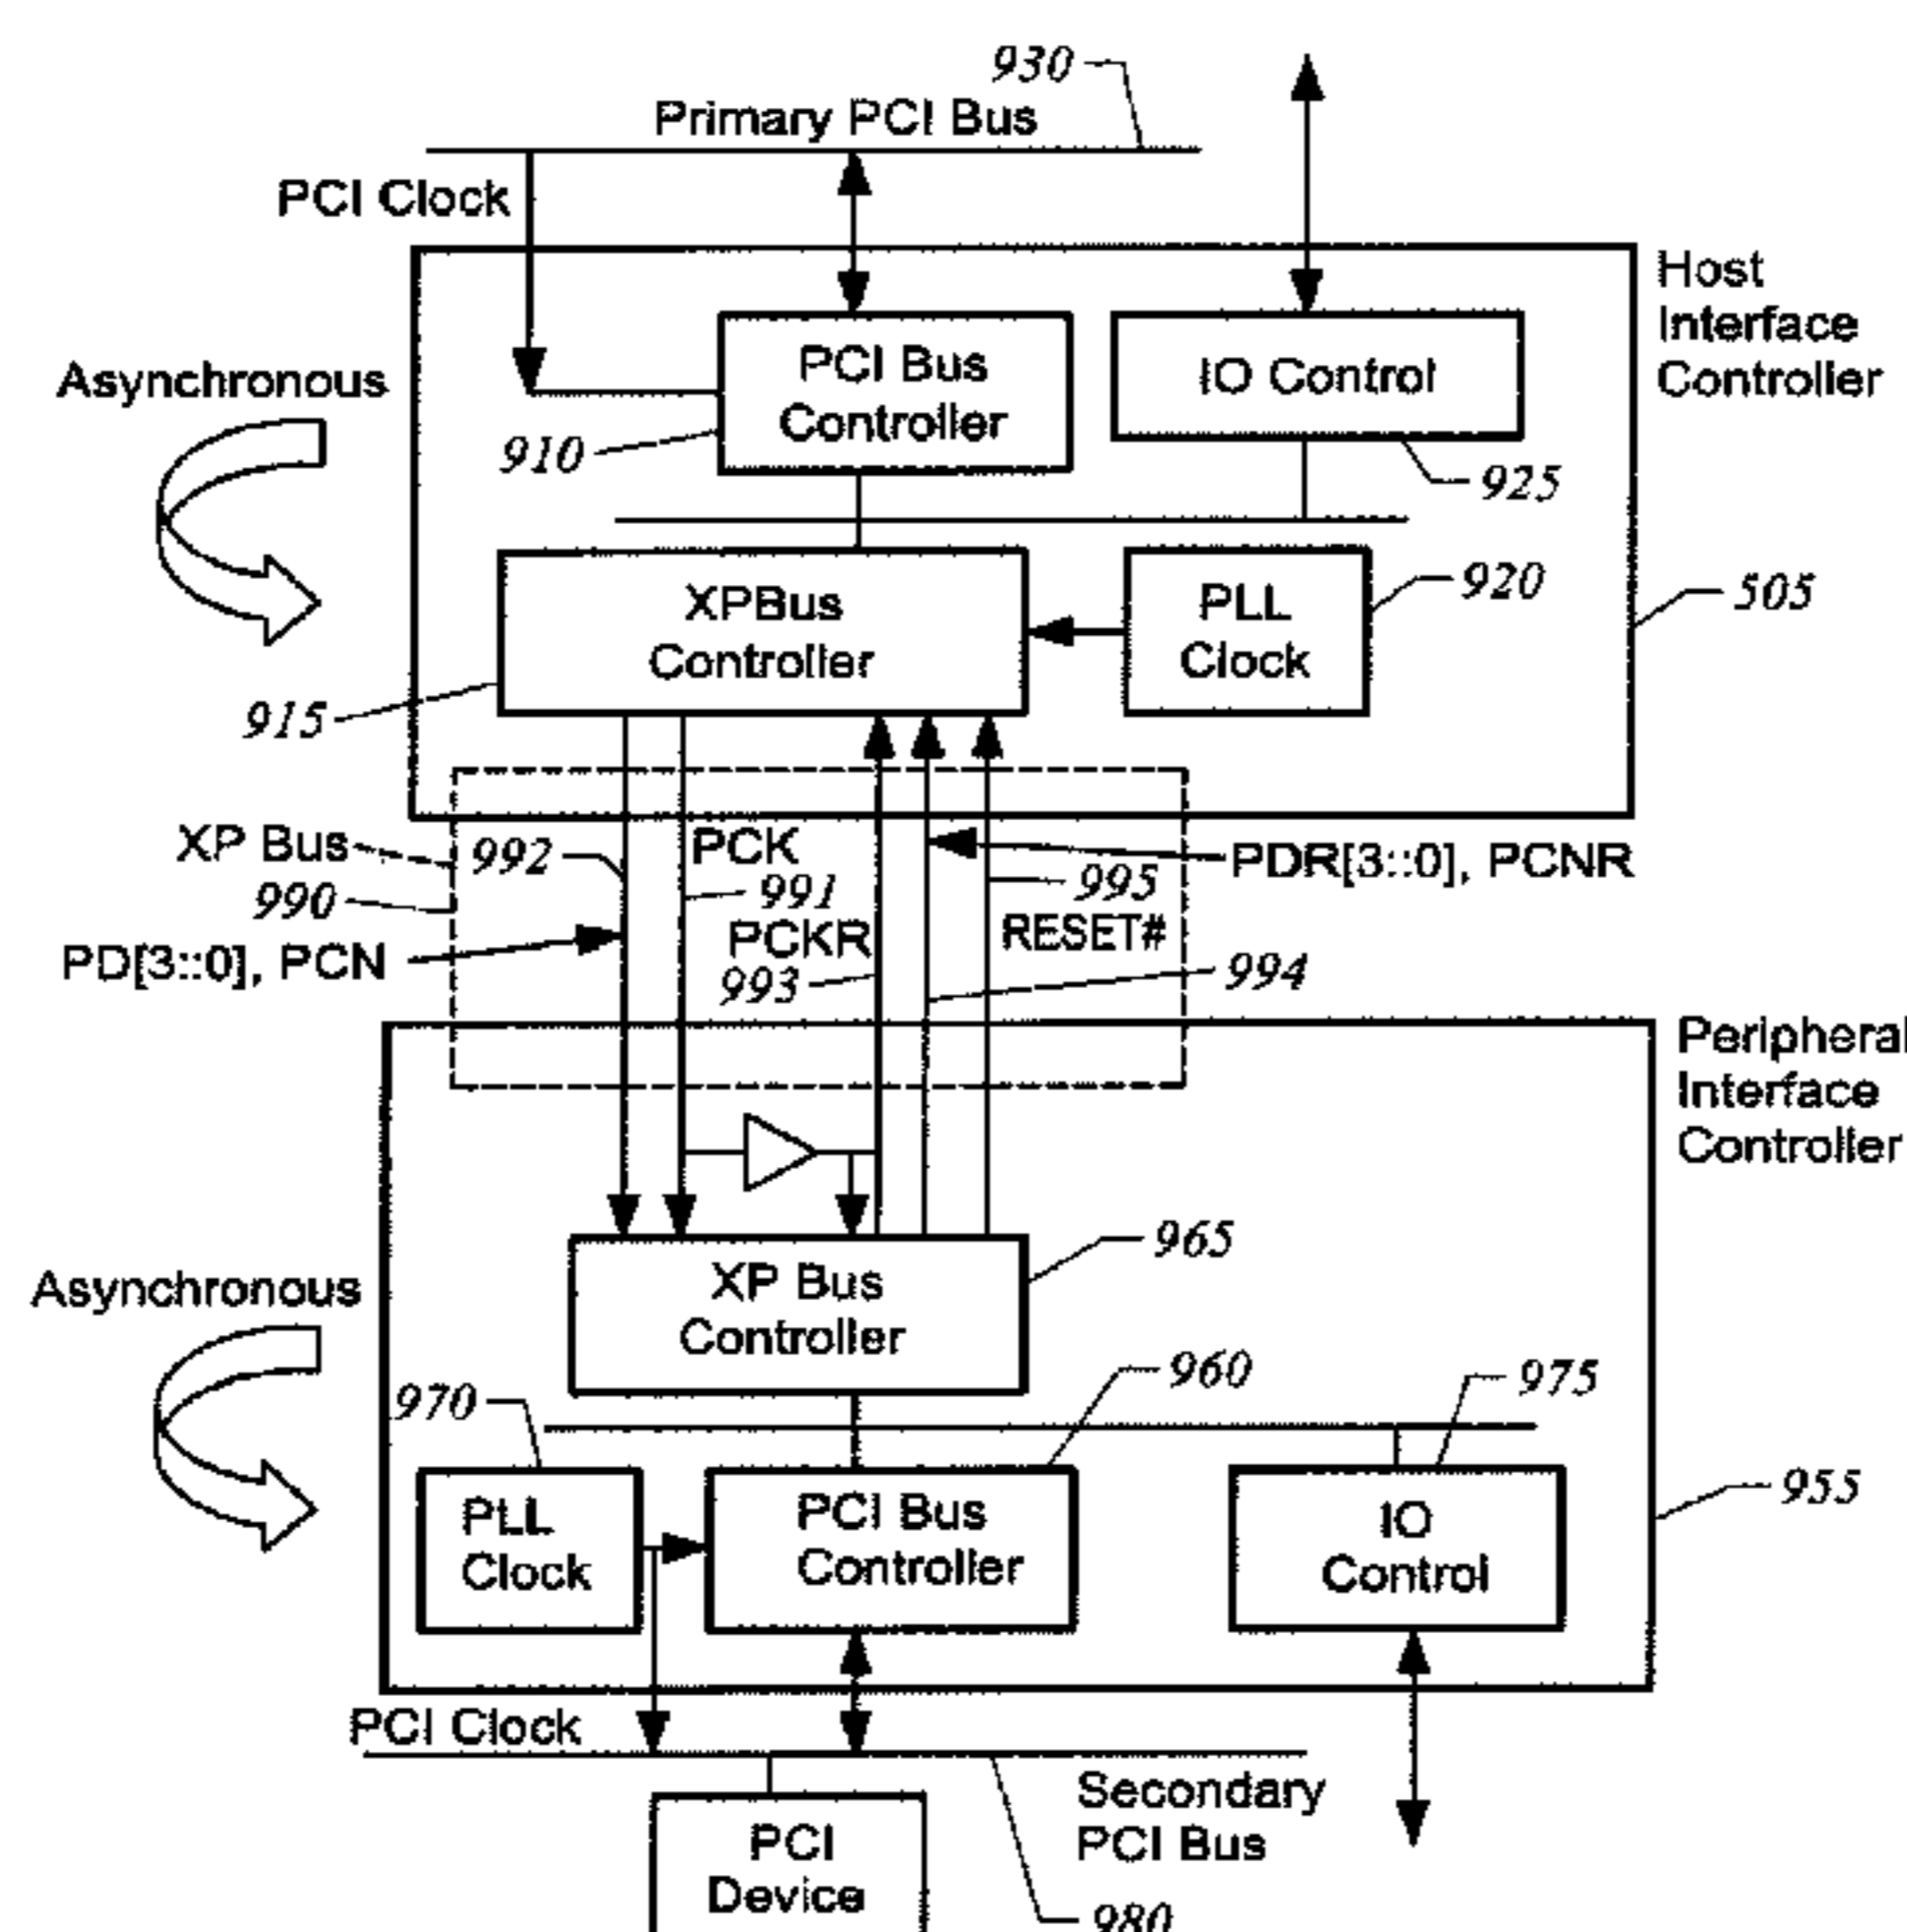 930
Primary PCI Bus
PCI Clock
Host
Interface
Controller
Asynchronous
PCI Bus
Controller
IO Control
910
925
XPBus
Controller
PLL
Clock
920
505
915
XP Bus
992
PCK
991
995
PDR[3::0], PCNR
990
PD[3::0], PCN
PCKR
993
RESET#
994
Peripheral
Interface
Controller
965
Asynchronous
XP Bus
Controller
970
960
975
955
PLL
Clock
PCI Bus
Controller
IO
Control
PCI Clock
Secondary
PCI Bus
PCI
Device
980